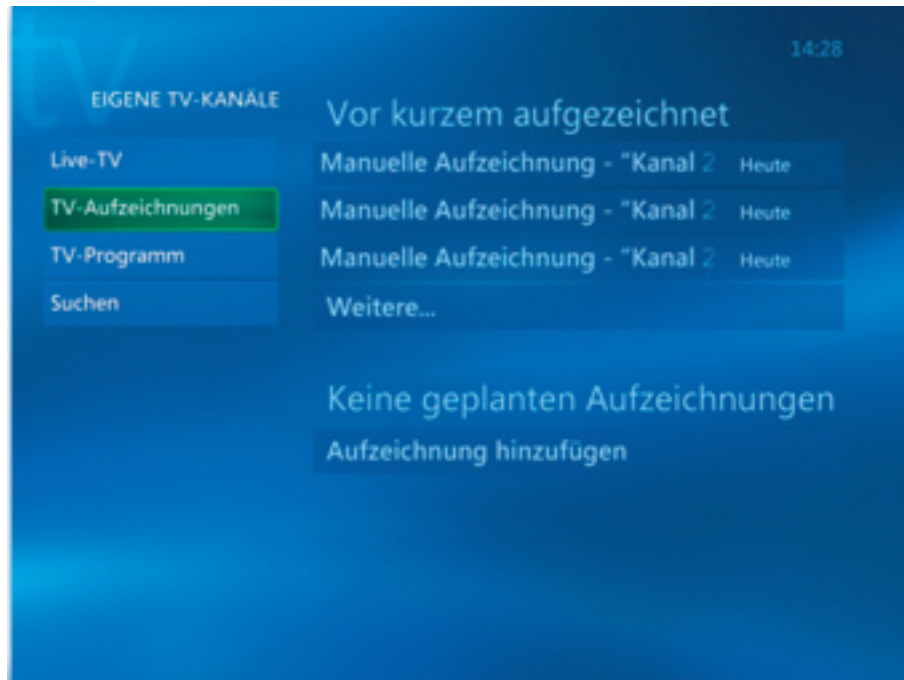 tv
14:28
EIGENE TV-KANÄLE
Live-TV
TV-Aufzeichnungen
TV-Programm
Suchen
Vor kurzem aufgezeichnet
Manuelle Aufzeichnung - "Kanal 2 Heute
Manuelle Aufzeichnung - "Kanal 2 Heute
Manuelle Aufzeichnung - "Kanal 2 Heute
Weitere...
Keine geplanten Aufzeichnungen
Aufzeichnung hinzufügen